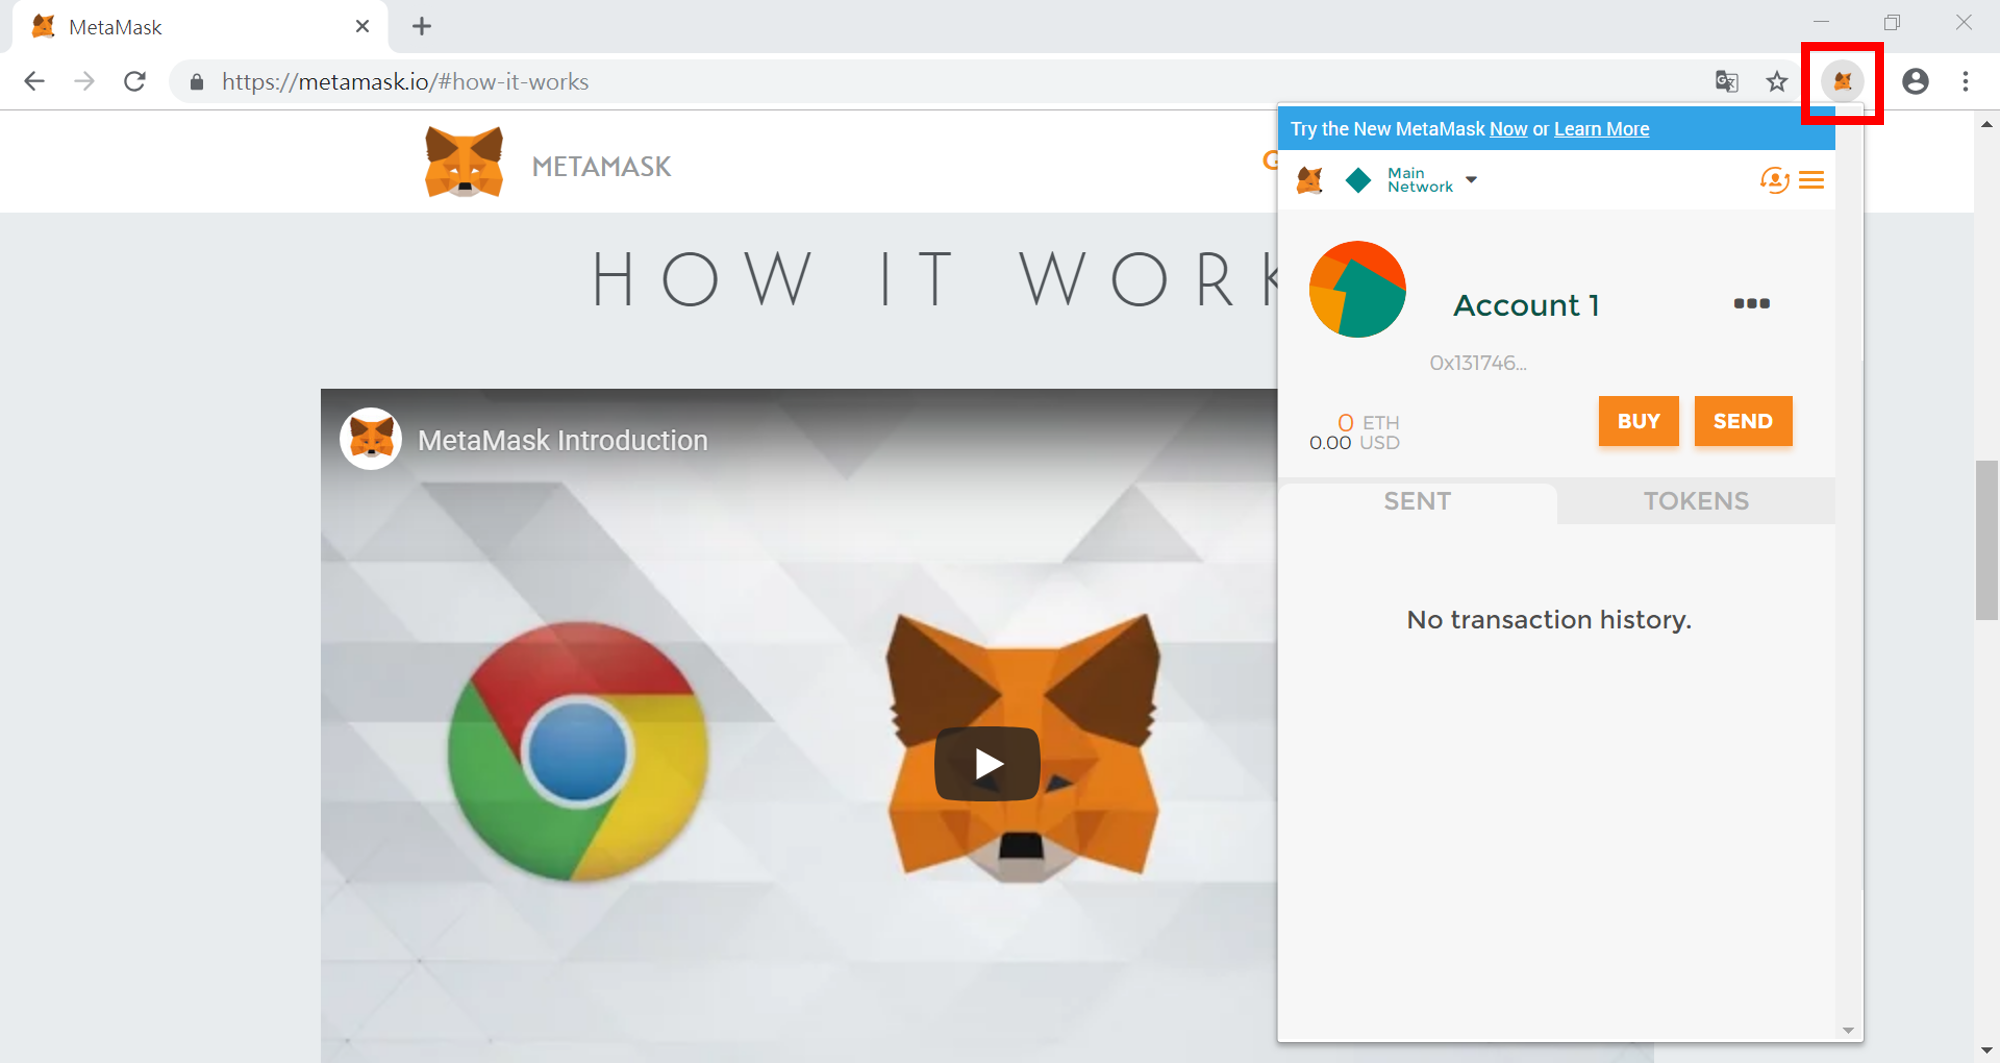 MetaMask
https://metamask.io/#how-it-works
METAMASK
HOW IT WORK
MetaMask Introduction
Try the New MetaMask Now or Learn More
Main
Network
Account 1
0x131746...
0 ETH
0.00 USD
BUY
SEND
SENT
TOKENS
No transaction history.